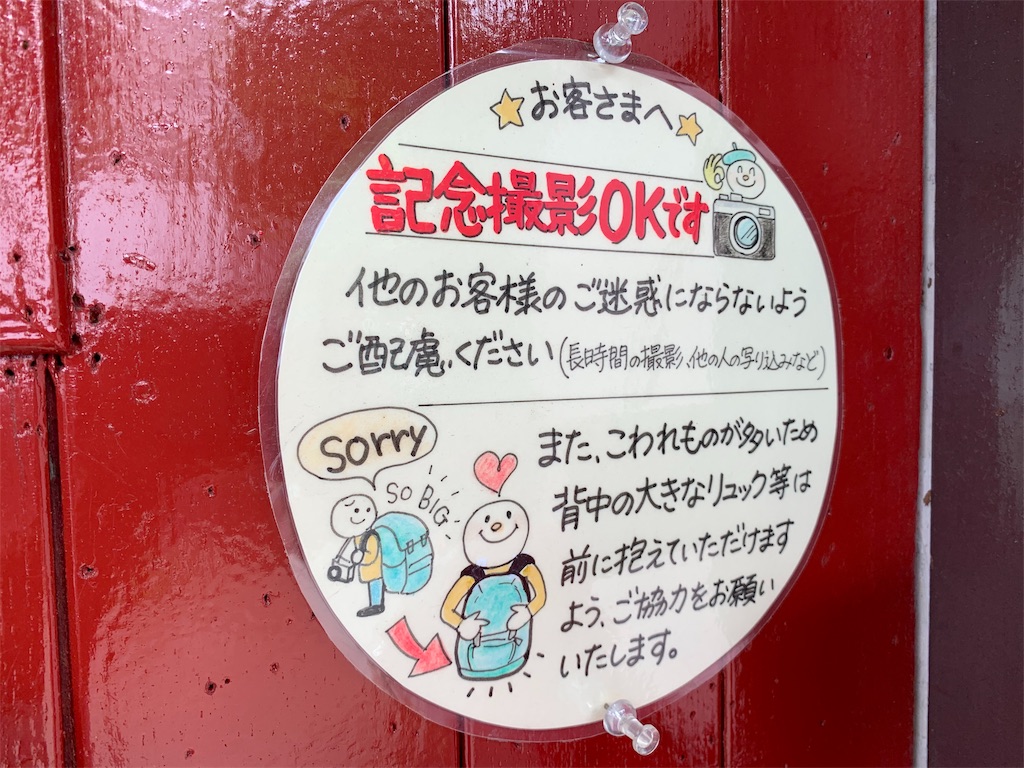 お客さまへ
記念撮影OKです
他のお客様のご迷惑にならないよう
ご配慮ください(長時間の撮影、他の人の写り込みなど)
sorry
SO BIG
また、こわれものが多いため
背中の大きなリュック等は
前に抱えていただけます
よう、ご協力をお願い
いたします。